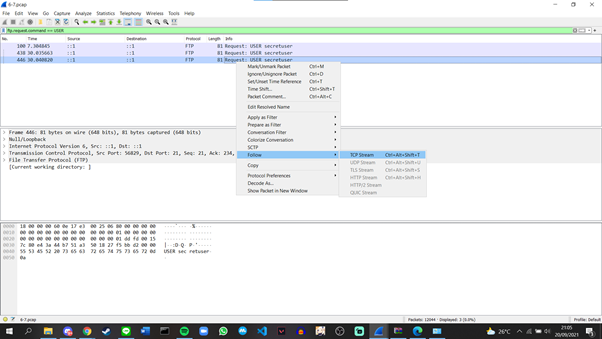 6-7.pcap
File Edit View Go Capture Analyze Statistics Telephony Wireless Tools Help
ftp.request.command == USER
No. Time Source Destination Protocol Length Info
100 7.304845 ::1 ::1 FTP 81 Request: USER secretuser
438 30.035663 ::1 ::1 FTP 81 Request: USER secretuser
446 30.040820 ::1 ::1 FTP 81 Request: USER secretuser
Mark/Unmark Packet Ctrl+M
Ignore/Unignore Packet Ctrl+D
Set/Unset Time Reference Ctrl+T
Time Shift... Ctrl+Shift+T
Packet Comment... Ctrl+Alt+C
Edit Resolved Name
Apply as Filter
Prepare as Filter
Conversation Filter
Colorize Conversation
SCTP
Follow
TCP Stream Ctrl+Alt+Shift+T
UDP Stream Ctrl+Alt+Shift+U
TLS Stream Ctrl+Alt+Shift+S
HTTP Stream Ctrl+Alt+Shift+H
HTTP/2 Stream
QUIC Stream
Copy
Protocol Preferences
Decode As...
Show Packet in New Window
Frame 446: 81 bytes on wire (648 bits), 81 bytes captured (648 bits)
Null/Loopback
Internet Protocol Version 6, Src: ::1, Dst: ::1
Transmission Control Protocol, Src Port: 56829, Dst Port: 21, Seq: 21, Ack: 234,
File Transfer Protocol (FTP)
[Current working directory: ]
0000 18 00 00 00 60 0e 17 e3 00 25 06 80 00 00 00 00
0010 00 00 00 00 00 00 00 00 00 00 00 00 00 00 00 00
0020 00 00 00 00 00 00 00 00 00 00 00 01 dd fd 00 15
0030 7c 80 e4 3a 44 b7 51 a3 50 18 27 f5 bb d2 00 00
0040 55 53 45 52 20 73 65 63 72 65 74 75 73 65 72 0d USER sec retuser
0050 0a
6-7.pcap
Packets: 12044 · Displayed: 3 (0.0%)
Profile: Default
26°C
21:05
20/09/2021